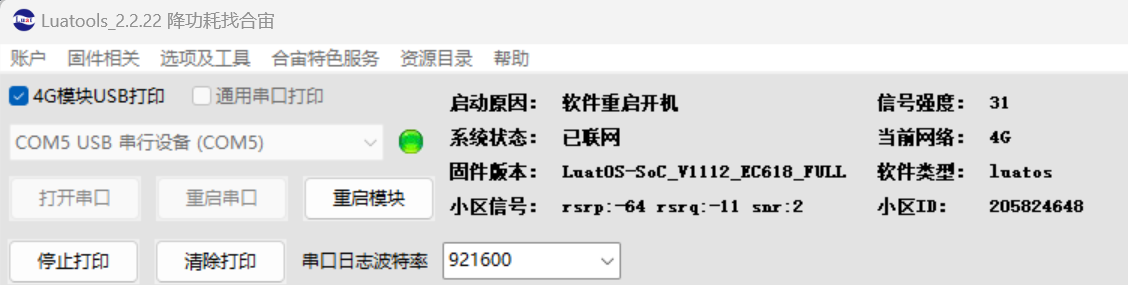 Luat Luatools_2.2.22 降功耗找合宙
账户 固件相关 选项及工具 合宙特色服务 资源目录 帮助
4G模块USB打印 通用串口打印 启动原因： 软件重启开机 信号强度： 31
COM5 USB 串行设备 (COM5) 系统状态： 已联网 当前网络： 4G
固件版本： LuatOS-SoC_V1112_EC618_FULL 软件类型： luatos
打开串口 重启串口 重启模块 小区信号： rsrp:-64 rsrq:-11 snr:2 小区ID： 205824648
停止打印 清除打印 串口日志波特率 921600